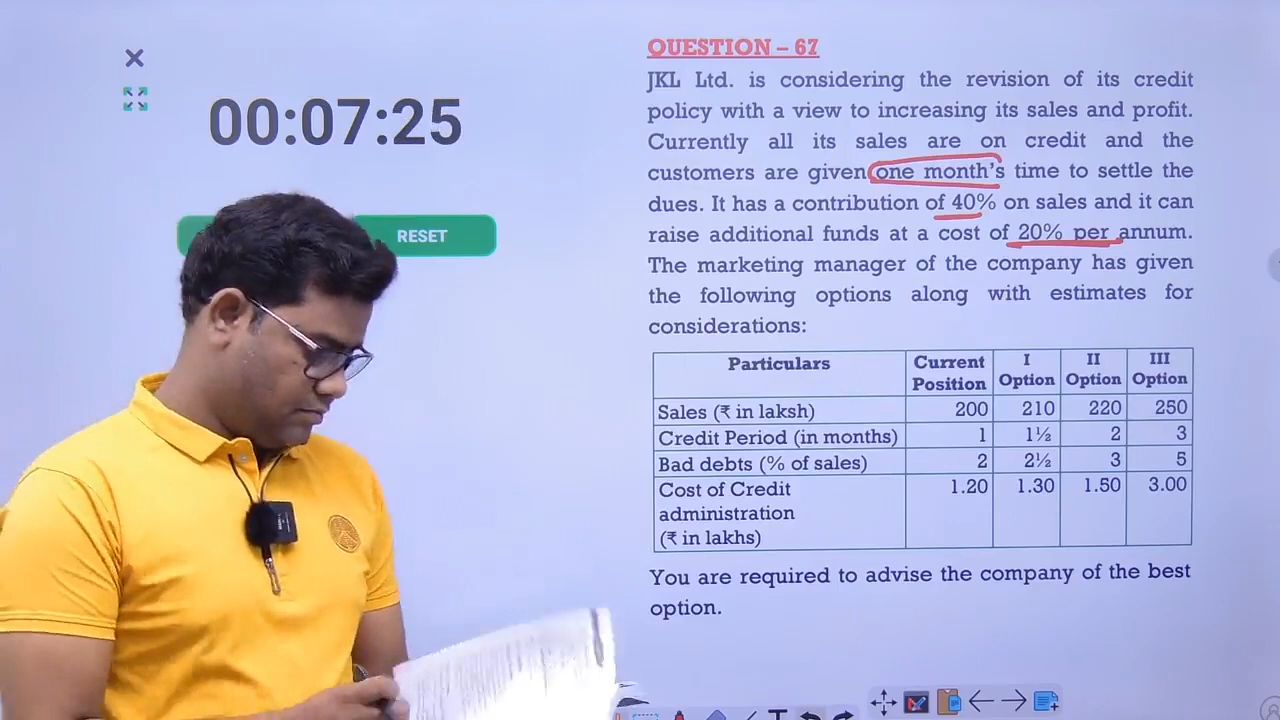 00:07:25
RESET
QUESTION – 67
JKL Ltd. is considering the revision of its credit
policy with a view to increasing its sales and profit.
Currently all its sales are on credit and the
customers are given one month's time to settle the
dues. It has a contribution of 40% on sales and it can
raise additional funds at a cost of 20% per annum.
The marketing manager of the company has given
the following options along with estimates for
considerations:
Particulars Current Position I Option II Option III Option
Sales (₹ in laksh) 200 210 220 250
Credit Period (in months) 1 1½ 2 3
Bad debts (% of sales) 2 2½ 3 5
Cost of Credit 1.20 1.30 1.50 3.00
administration
(₹ in lakhs)
You are required to advise the company of the best
option.